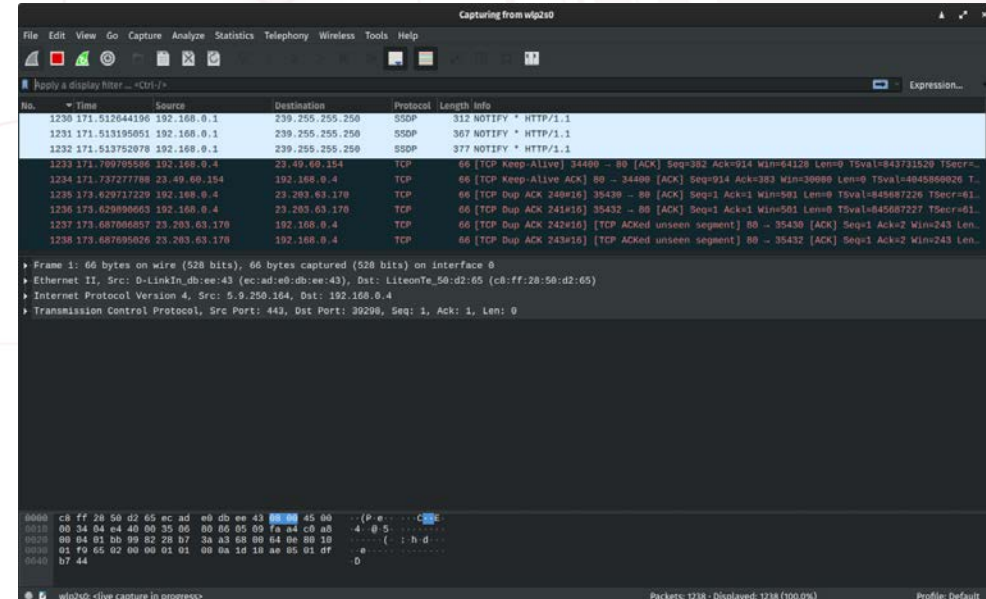 Capturing from wlp2s0
File Edit View Go Capture Analyze Statistics Telephony Wireless Tools Help
Apply a display filter ... <Ctrl-/> Expression...
No. Time Source Destination Protocol Length Info
1230 171.512644196 192.168.0.1 239.255.255.250 SSDP 312 NOTIFY * HTTP/1.1
1231 171.513195051 192.168.0.1 239.255.255.250 SSDP 367 NOTIFY * HTTP/1.1
1232 171.513752078 192.168.0.1 239.255.255.250 SSDP 377 NOTIFY * HTTP/1.1
1233 171.709705506 192.168.0.4 23.49.60.154 TCP 66 [TCP Keep-Alive] 34400 → 80 [ACK] Seq=382 Ack=914 Win=64128 Len=0 TSval=843731520 TSecr=…
1234 171.737277788 23.49.60.154 192.168.0.4 TCP 66 [TCP Keep-Alive ACK] 80 → 34400 [ACK] Seq=914 Ack=383 Win=30080 Len=0 TSval=4045860026 T…
1235 173.629717229 192.168.0.4 23.203.63.170 TCP 66 [TCP Dup ACK 240#16] 35430 → 80 [ACK] Seq=1 Ack=1 Win=501 Len=0 TSval=845687226 TSecr=61…
1236 173.629890663 192.168.0.4 23.203.63.170 TCP 66 [TCP Dup ACK 241#16] 35432 → 80 [ACK] Seq=1 Ack=1 Win=501 Len=0 TSval=845687227 TSecr=61…
1237 173.687086857 23.203.63.170 192.168.0.4 TCP 66 [TCP Dup ACK 242#16] [TCP ACKed unseen segment] 80 → 35430 [ACK] Seq=1 Ack=2 Win=243 Len…
1238 173.687695026 23.203.63.170 192.168.0.4 TCP 66 [TCP Dup ACK 243#16] [TCP ACKed unseen segment] 80 → 35432 [ACK] Seq=1 Ack=2 Win=243 Len…
Frame 1: 66 bytes on wire (528 bits), 66 bytes captured (528 bits) on interface 0
Ethernet II, Src: D-LinkIn_db:ee:43 (ec:ad:e0:db:ee:43), Dst: LiteonTe_50:d2:65 (c8:ff:28:50:d2:65)
Internet Protocol Version 4, Src: 5.9.250.164, Dst: 192.168.0.4
Transmission Control Protocol, Src Port: 443, Dst Port: 39298, Seq: 1, Ack: 1, Len: 0
0000 c8 ff 28 50 d2 65 ec ad e0 db ee 43 08 00 45 00 ··(P·e·· ···C··E·
0010 00 34 04 e4 40 00 35 06 80 86 05 09 fa a4 c0 a8 ·4··@·5· ········
0020 00 04 01 bb 99 82 28 b7 3a a3 68 00 64 0e 80 10 ······(· :·h·d···
0030 01 f9 65 02 00 00 01 01 08 0a 1d 18 ae 85 01 df ··e····· ········
0040 b7 44 ·D
wlp2s0: <live capture in progress> Packets: 1238 · Displayed: 1238 (100.0%) Profile: Default